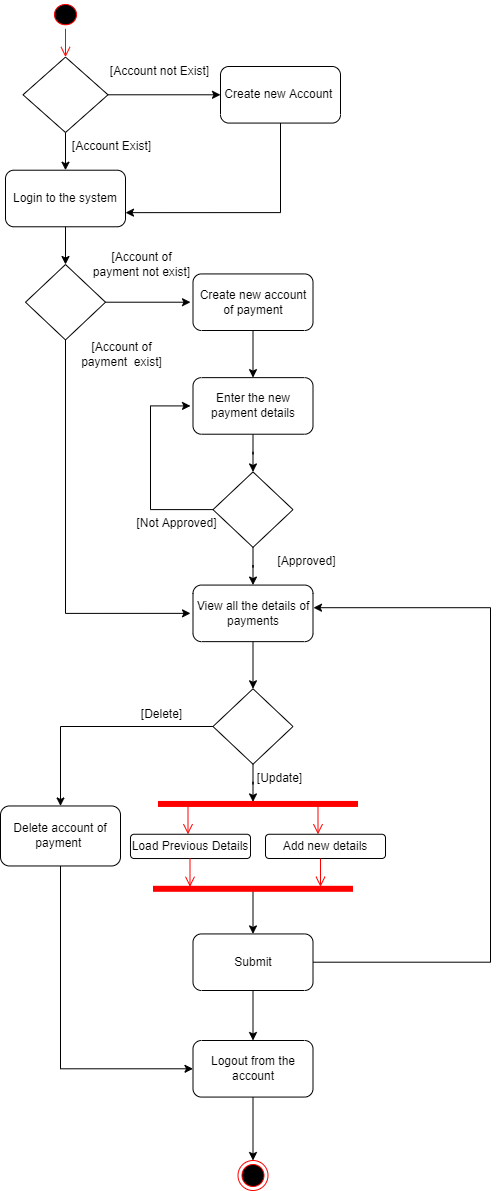 [Account not Exist]
Create new Account
[Account Exist]
Login to the system
[Account of
payment not exist]
Create new account
of payment
[Account of
payment  exist]
Enter the new
payment details
[Not Approved]
[Approved]
View all the details of
payments
[Delete]
[Update]
Delete account of
payment
Load Previous Details
Add new details
Submit
Logout from the
account